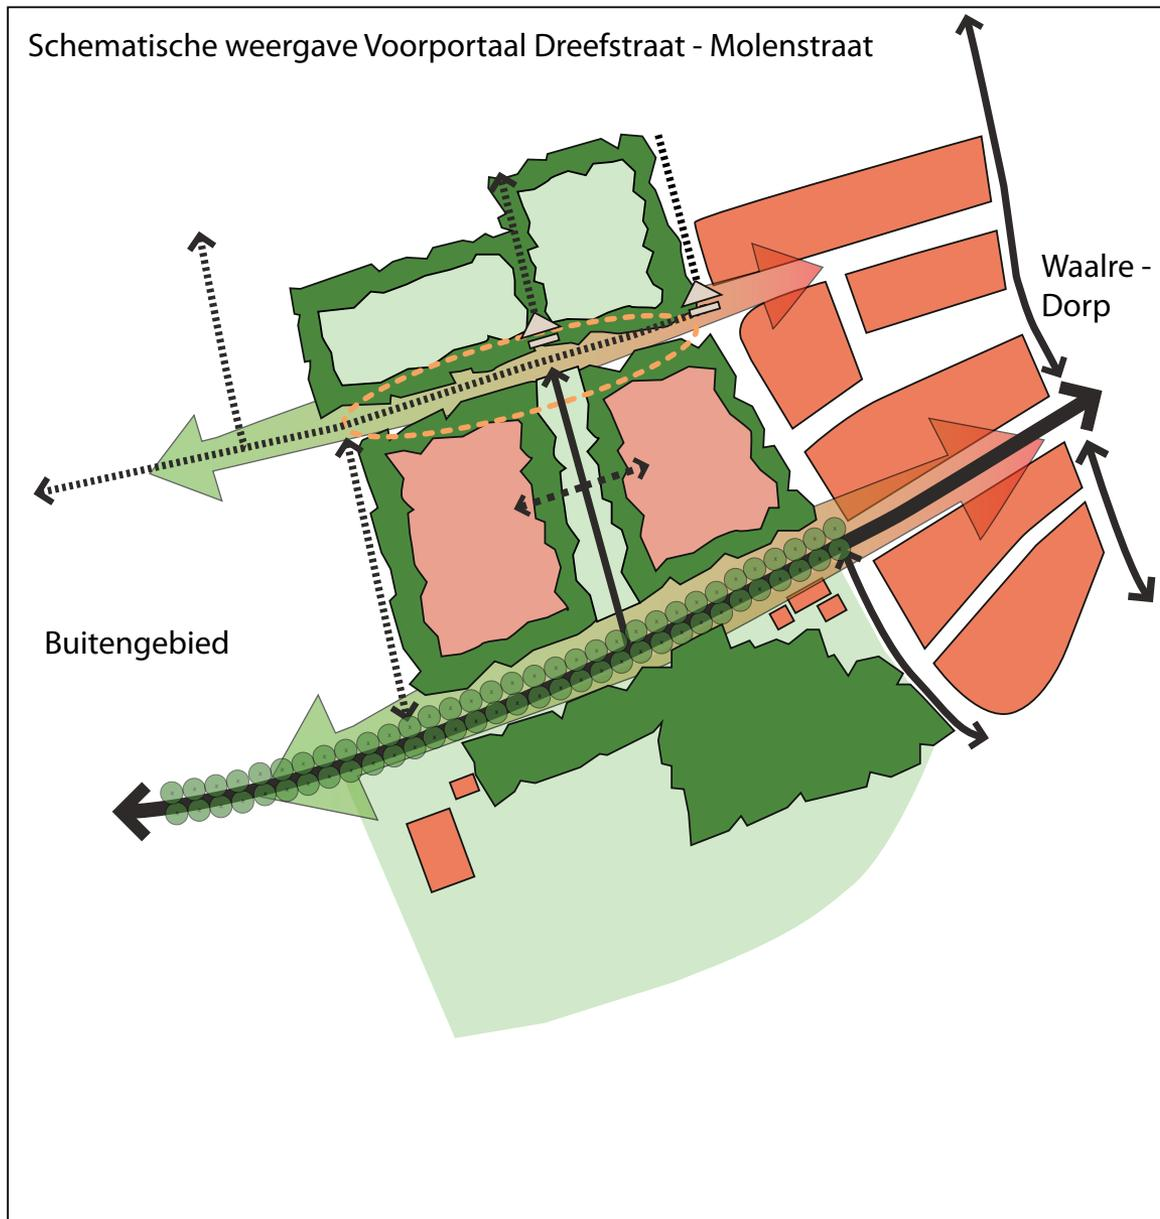 Schematische weergave Voorportaal Dreefstraat - Molenstraat
Waalre -
Dorp
Buitengebied